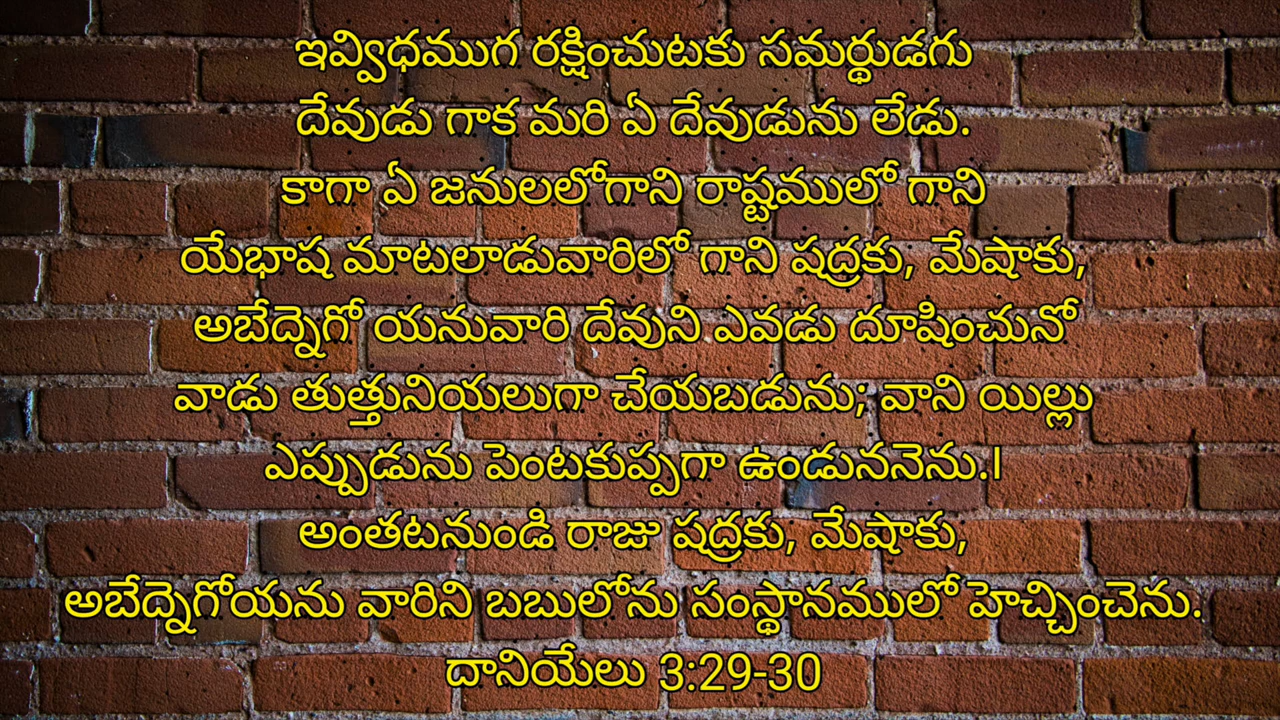 ఇవ్విధముగ రక్షించుటకు సమర్థుడగు
దేవుడు గాక మరి ఏ దేవుడును లేడు.
కాగా ఏ జనులలోగాని రాష్టములో గాని
యేభాష మాటలాడువారిలో గాని షద్రకు, మేషాకు,
అబేద్నెగో యనువారి దేవుని ఎవడు దూషించునో
వాడు తుత్తునియలుగా చేయబడును; వాని యిల్లు
ఎప్పుడును పెంటకుప్పగా ఉండుననెను.।
అంతటనుండి రాజు షద్రకు, మేషాకు,
అబేద్నెగోయను వారిని బబులోను సంస్థానములో హెచ్చించెను.
దానియేలు 3:29-30